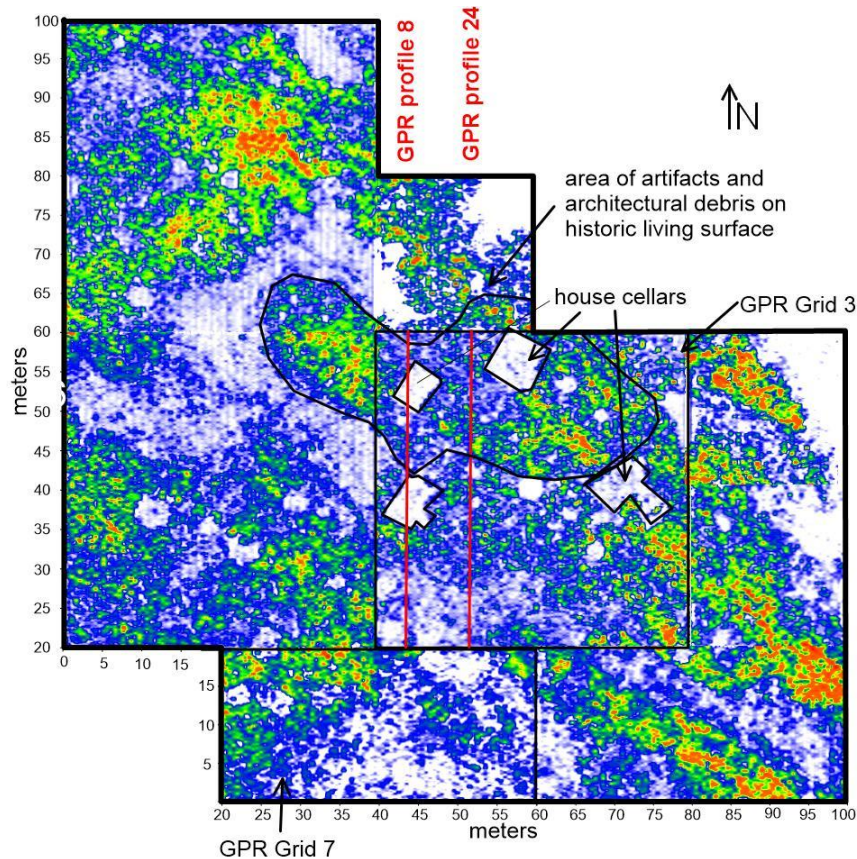 GPR profile 8
GPR profile 24
N
area of artifacts and
architectural debris on
historic living surface
house cellars
GPR Grid 3
100
95
90
85
80
75
70
65
60
55
50
45
40
35
30
25
20
meters
0 5 10 15
15
10
5
20 25 30 35 40 45 50 55 60 65 70 75 80 85 90 95 100
meters
GPR Grid 7